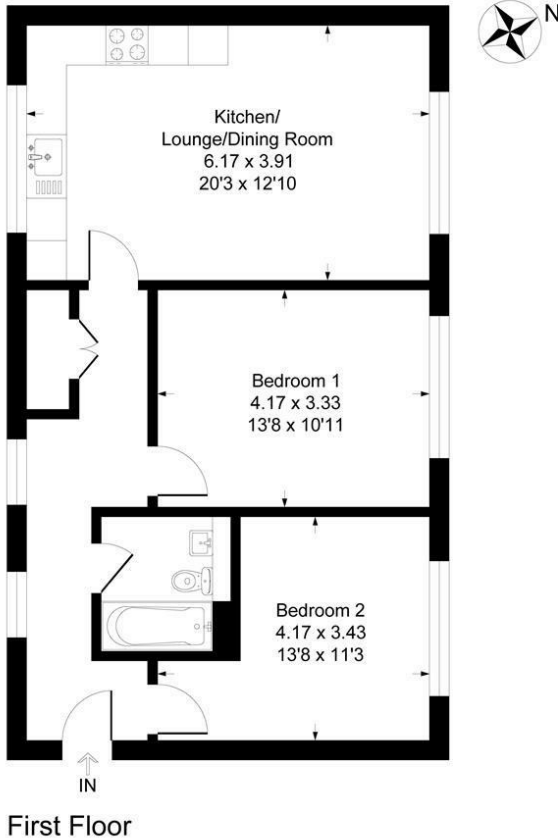 N
Kitchen/
Lounge/Dining Room
6.17 x 3.91
20'3 x 12'10
Bedroom 1
4.17 x 3.33
13'8 x 10'11
Bedroom 2
4.17 x 3.43
13'8 x 11'3
IN
First Floor